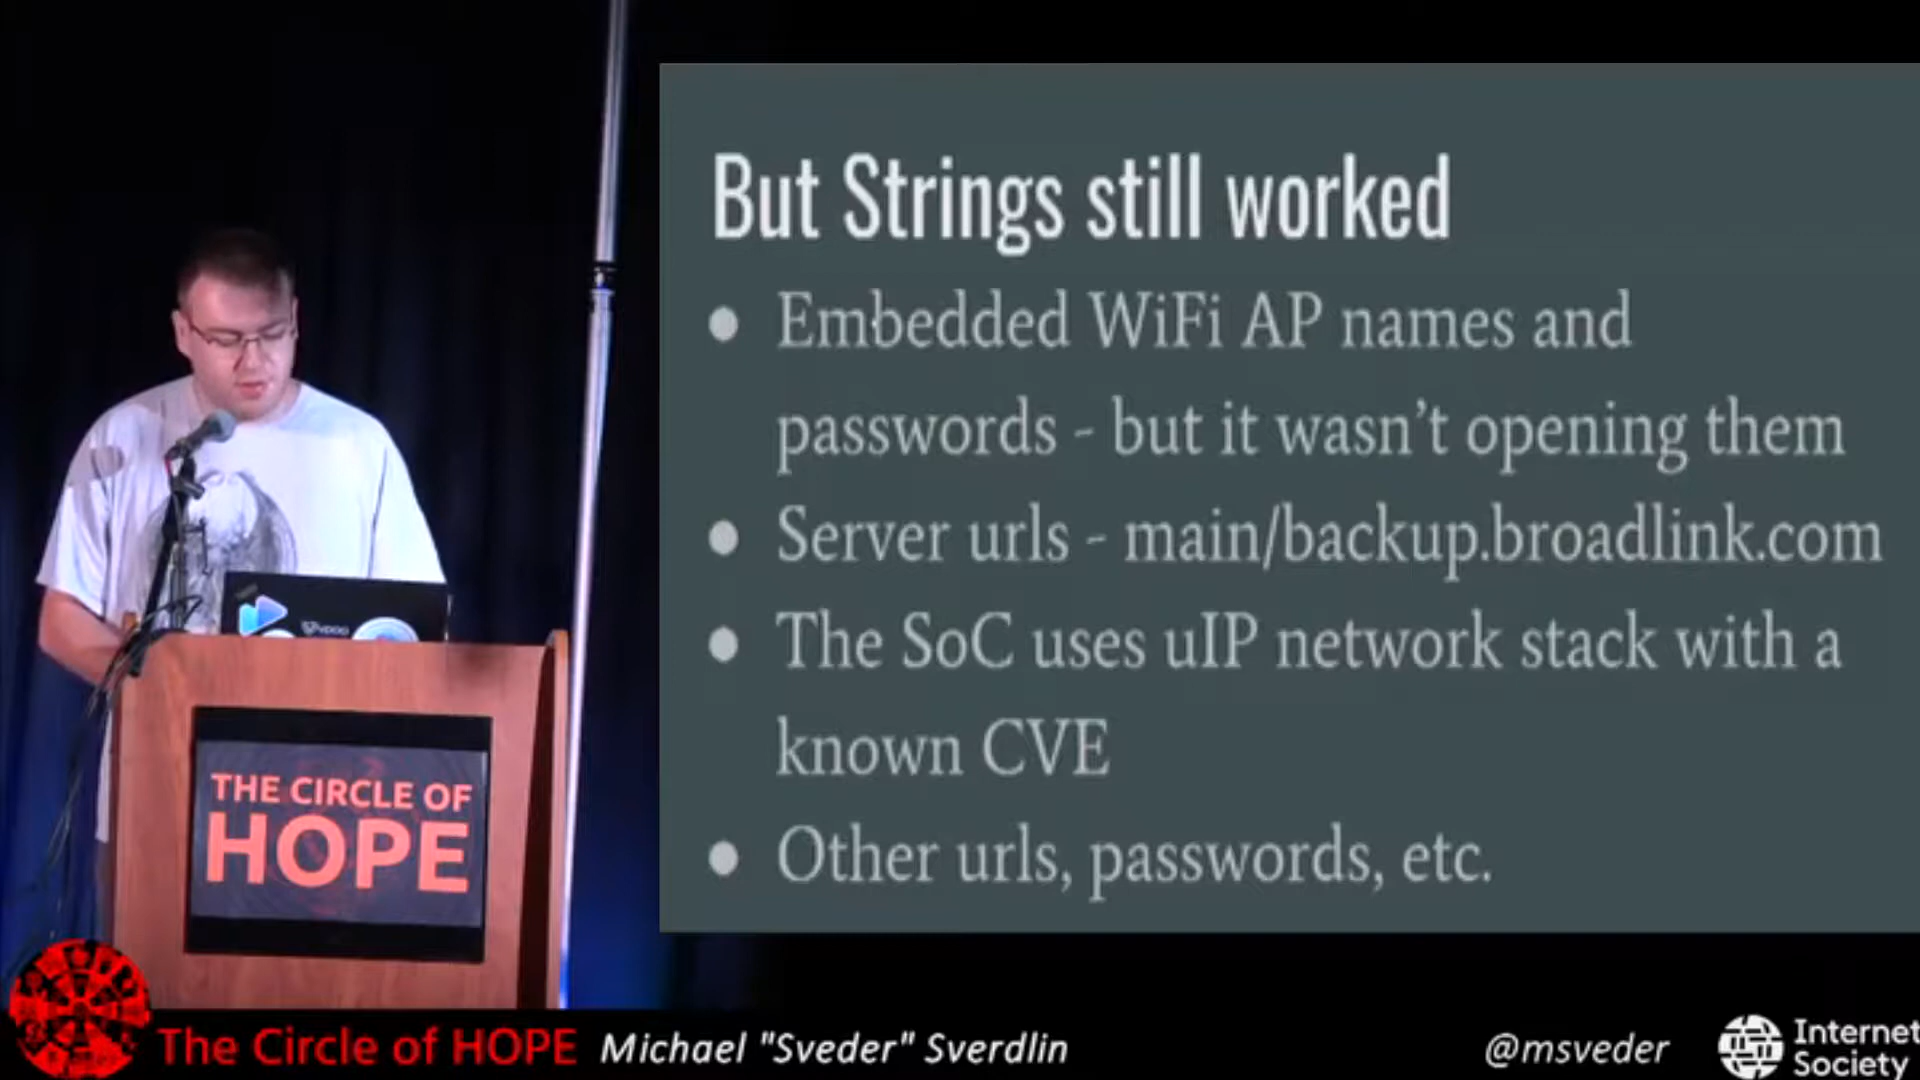 But Strings still worked
● Embedded WiFi AP names and
passwords - but it wasn't opening them
● Server urls - main/backup.broadlink.com
● The SoC uses uIP network stack with a
known CVE
● Other urls, passwords, etc.
THE CIRCLE OF
HOPE
The Circle of HOPE Michael "Sveder" Sverdlin @msveder Internet
Society